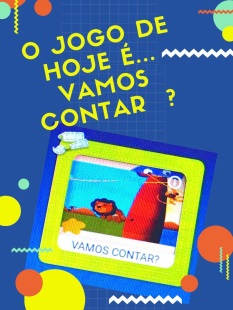 O JOGO DE
HOJE É...
VAMOS
CONTAR ?
VAMOS CONTAR?